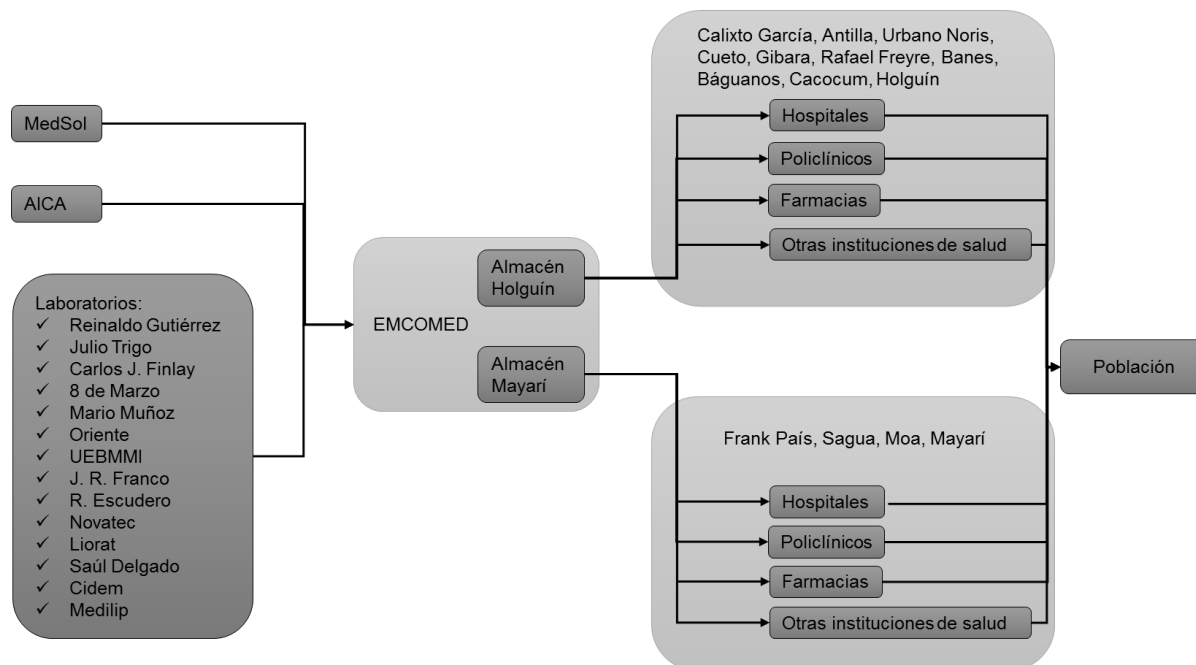 MedSol
AICA
Laboratorios:
✓ Reinaldo Gutiérrez
✓ Julio Trigo
✓ Carlos J. Finlay
✓ 8 de Marzo
✓ Mario Muñoz
✓ Oriente
✓ UEBMMI
✓ J. R. Franco
✓ R. Escudero
✓ Novatec
✓ Liorat
✓ Saúl Delgado
✓ Cidem
✓ Medilip
EMCOMED
Almacén
Holguín
Almacén
Mayarí
Calixto García, Antilla, Urbano Noris,
Cueto, Gibara, Rafael Freyre, Banes,
Báguanos, Cacocum, Holguín
Hospitales
Policlínicos
Farmacias
Otras instituciones de salud
Frank País, Sagua, Moa, Mayarí
Hospitales
Policlínicos
Farmacias
Otras instituciones de salud
Población